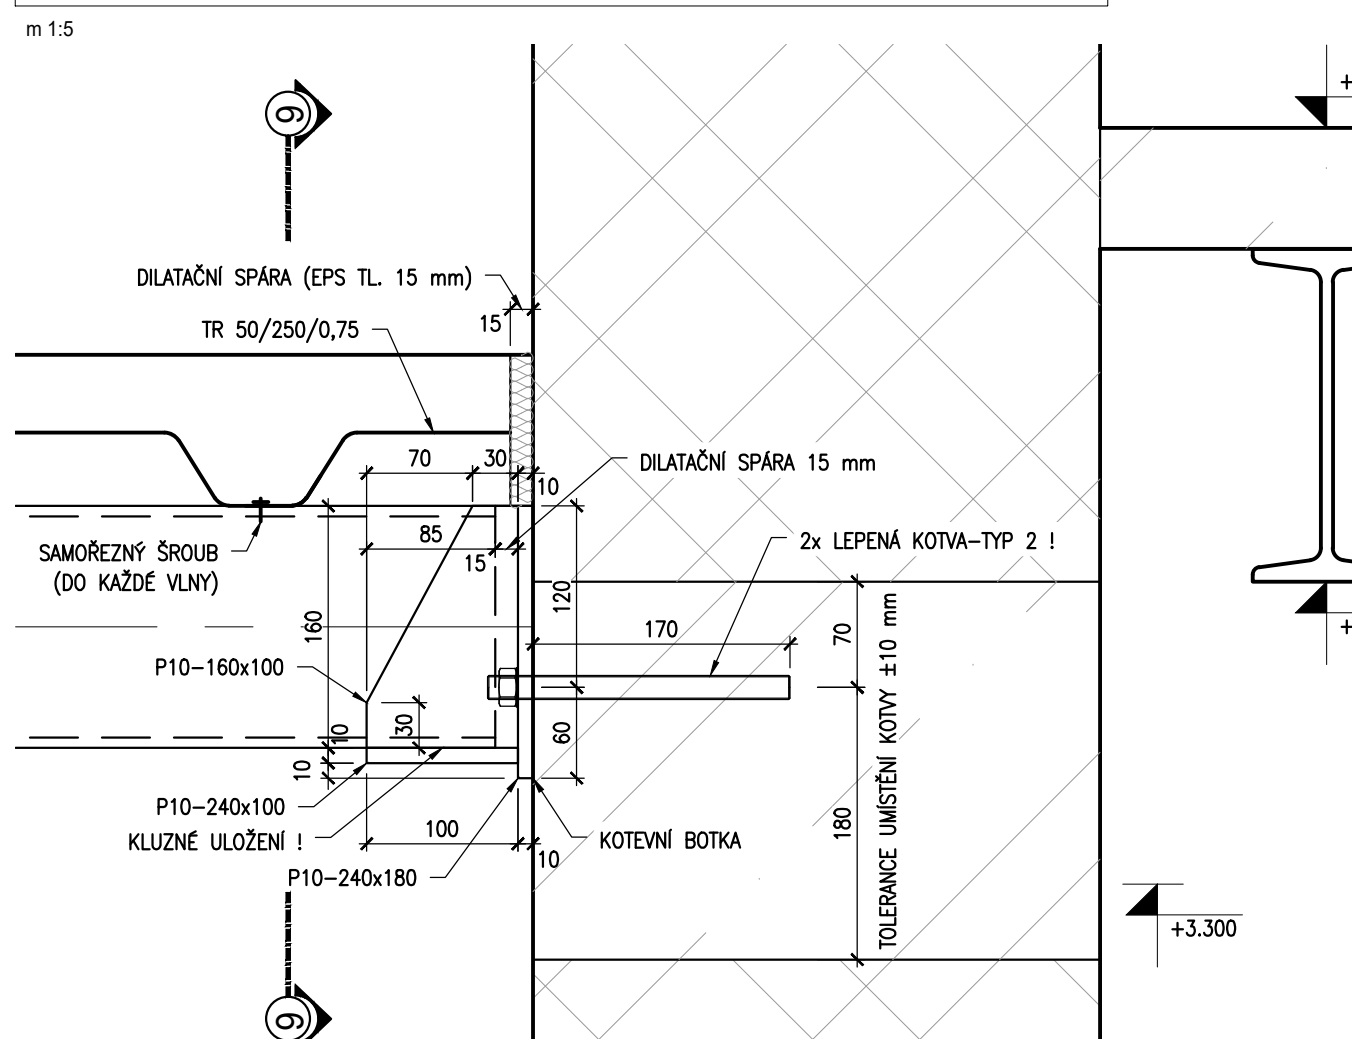 m 1:5
6
+
DILATAČNÍ SPÁRA (EPS TL. 15 mm)
15
TR 50/250/0,75
70
30
10
DILATAČNÍ SPÁRA 15 mm
85
15
SAMOŘEZNÝ ŠROUB
(DO KAŽDÉ VLNY)
2x LEPENÁ KOTVA-TYP 2 !
120
160
170
70
TOLERANCE UMÍSTĚNÍ KOTVY ±10 mm
+
P10-160x100
30
10
60
10
P10-240x100
KLUZNÉ ULOŽENÍ !
100
10
KOTEVNÍ BOTKA
180
P10-240x180
+3.300
6